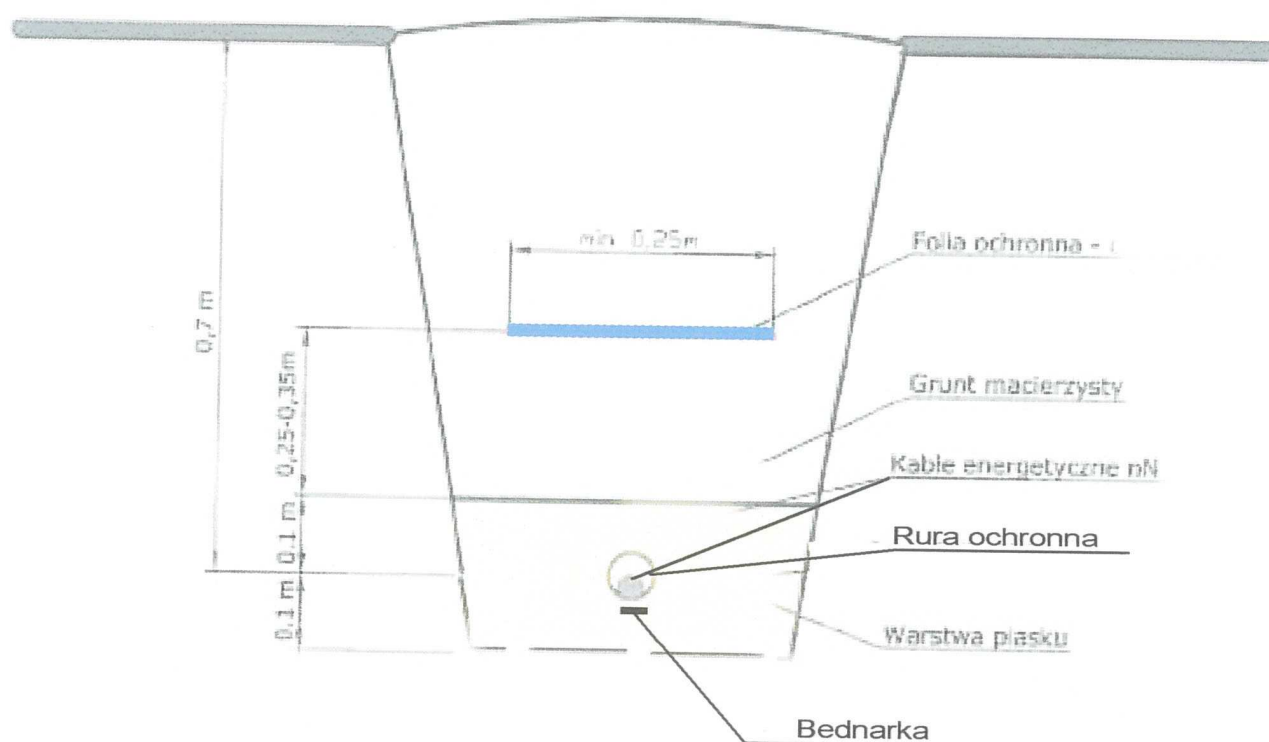 min. 0,25m
Folia ochronna -
0,7 m
0,25-0,35m
Grunt macierzysty
Kable energetyczne nN
0,1 m
Rura ochronna
0,1 m
Warstwa piasku
Bednarka